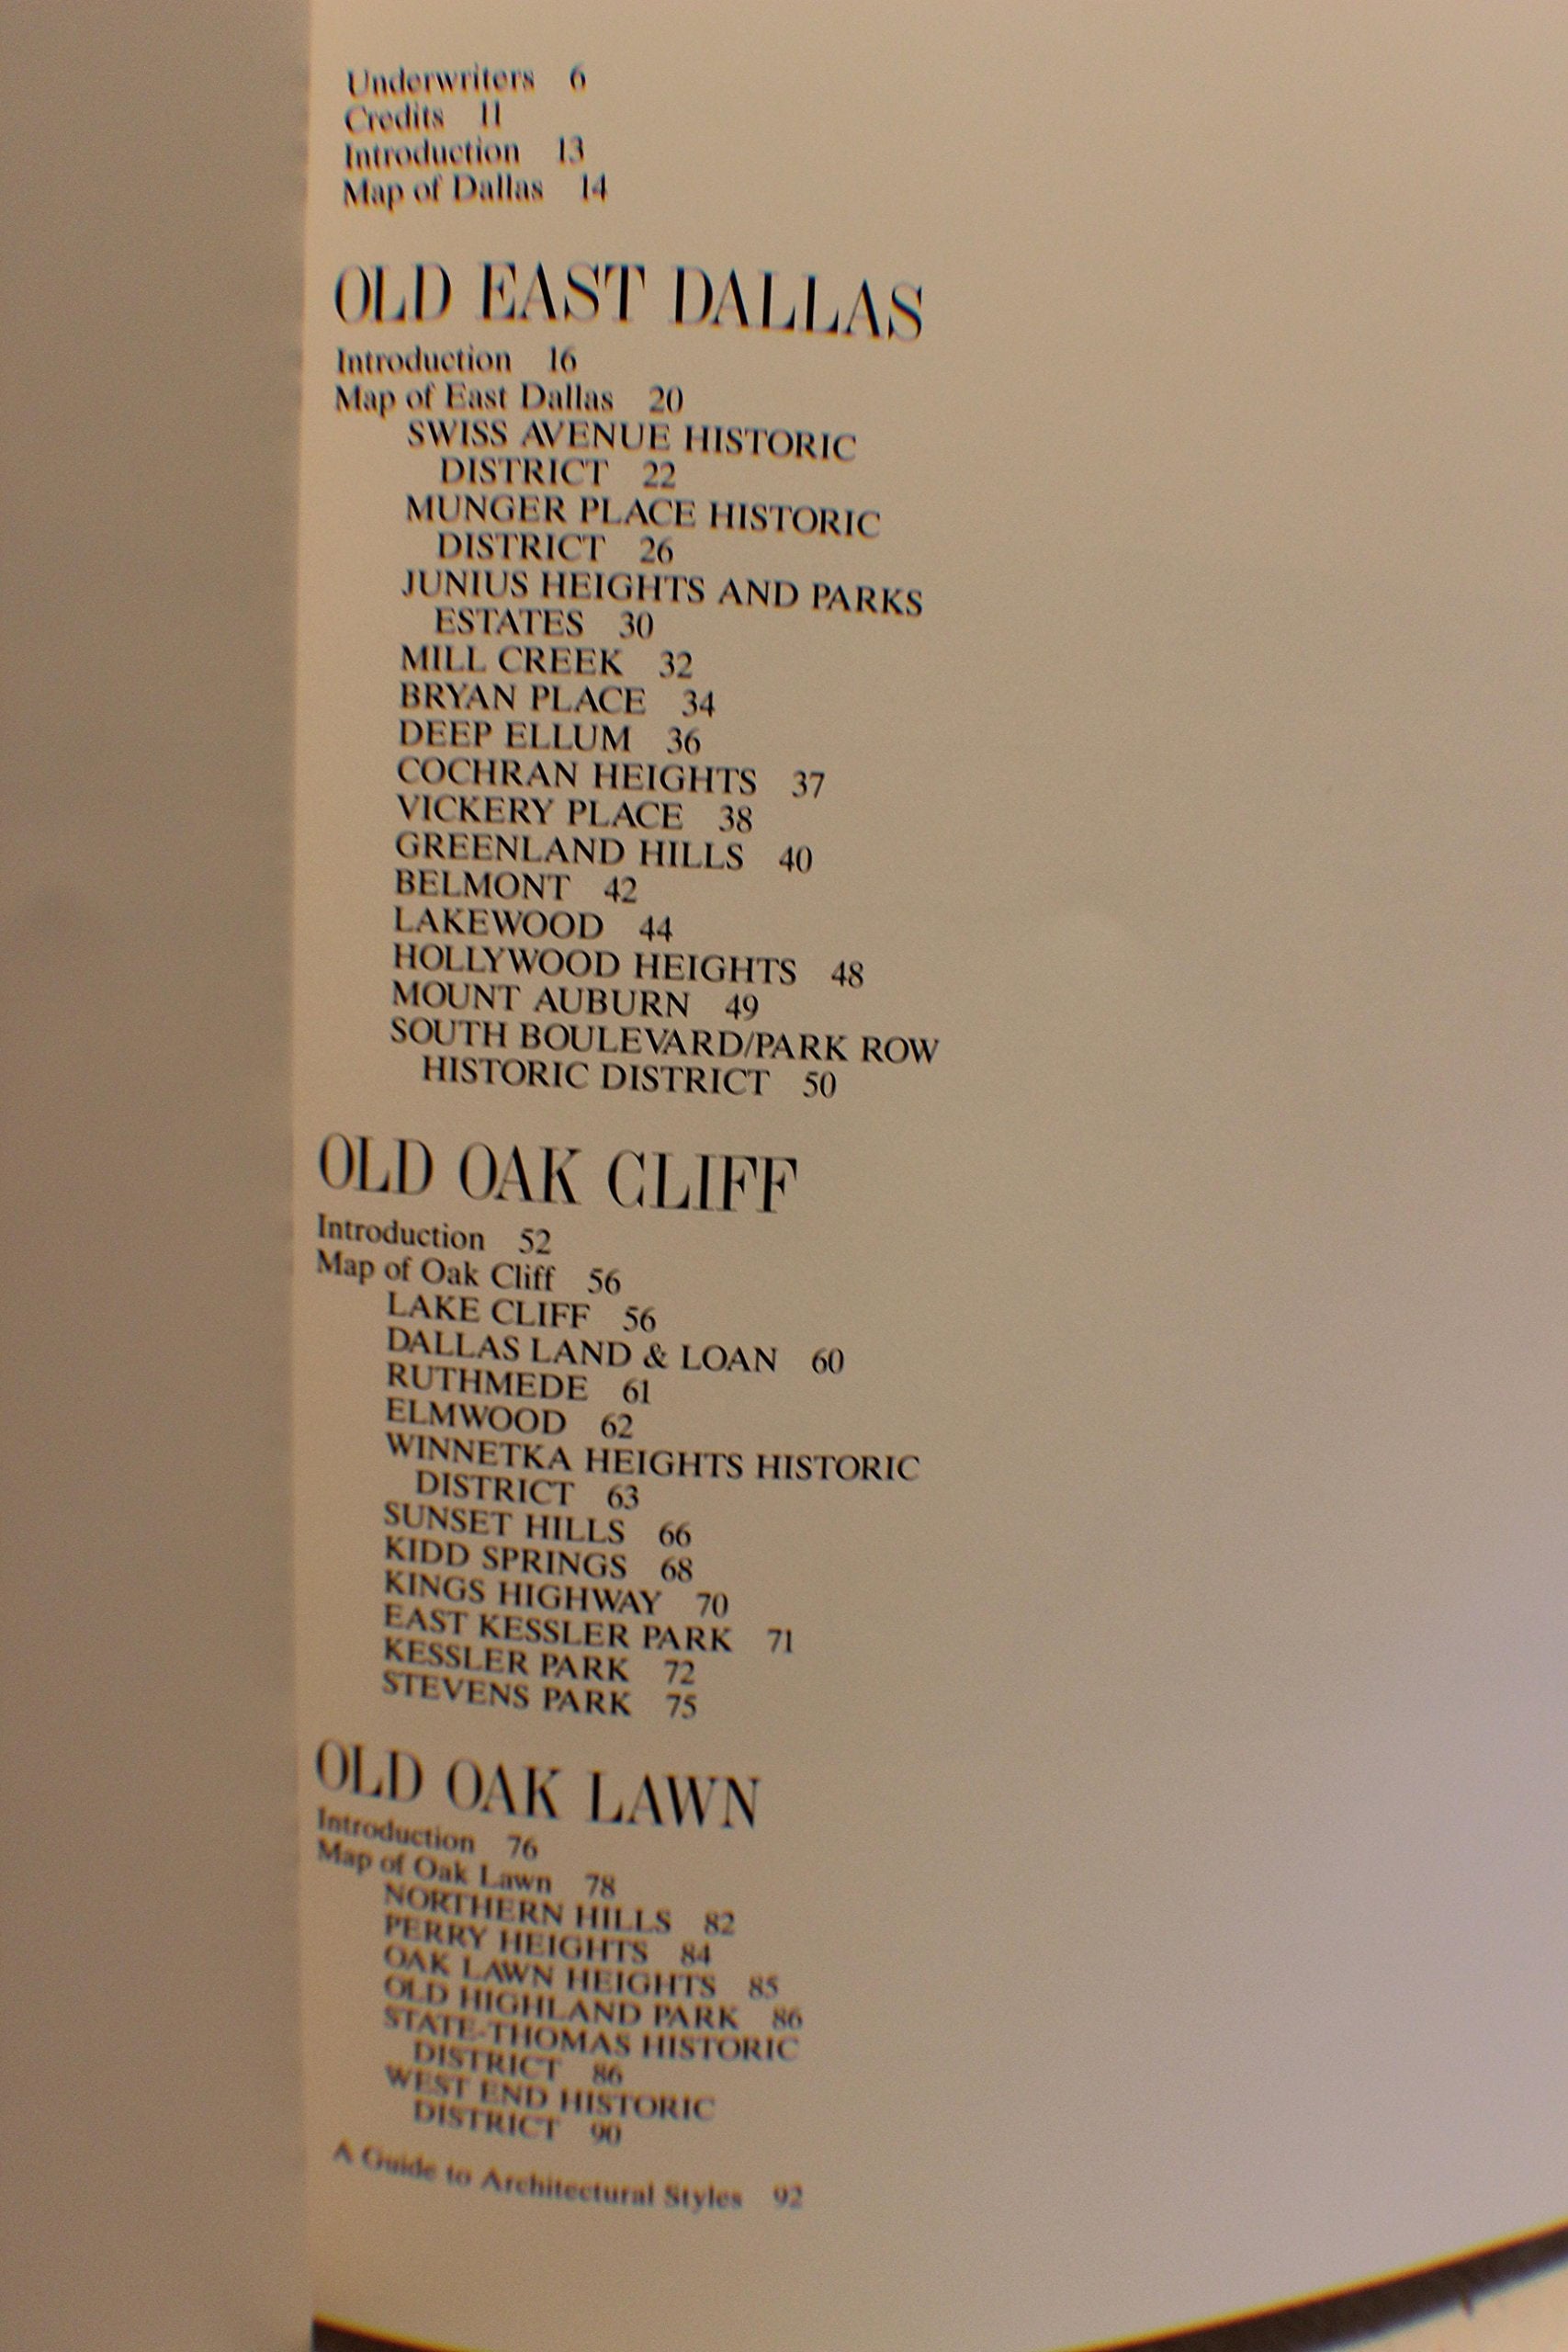 Underwriters 6
Credits 11
Introduction 13
Map of Dallas 14
OLD EAST DALLAS
Introduction 16
Map of East Dallas 20
SWISS AVENUE HISTORIC
DISTRICT 22
MUNGER PLACE HISTORIC
DISTRICT 26
JUNIUS HEIGHTS AND PARKS
ESTATES 30
MILL CREEK 32
BRYAN PLACE 34
DEEP ELLUM 36
COCHRAN HEIGHTS 37
VICKERY PLACE 38
GREENLAND HILLS 40
BELMONT 42
LAKEWOOD 44
HOLLYWOOD HEIGHTS 48
MOUNT AUBURN 49
SOUTH BOULEVARD/PARK ROW
HISTORIC DISTRICT 50
OLD OAK CLIFF
Introduction 52
Map of Oak Cliff 56
LAKE CLIFF 56
DALLAS LAND & LOAN 60
RUTHMEDE 61
ELMWOOD 62
WINNETKA HEIGHTS HISTORIC
DISTRICT 63
SUNSET HILLS 66
KIDD SPRINGS 68
KINGS HIGHWAY 70
EAST KESSLER PARK 71
KESSLER PARK 72
STEVENS PARK 75
OLD OAK LAWN
Introduction 76
Map of Oak Lawn 78
NORTHERN HILLS 82
PERRY HEIGHTS 84
OAK LAWN HEIGHTS 85
OLD HIGHLAND PARK 86
STATE-THOMAS HISTORIC
DISTRICT 86
WEST END HISTORIC
DISTRICT 90
A Guide to Architectural Styles 92